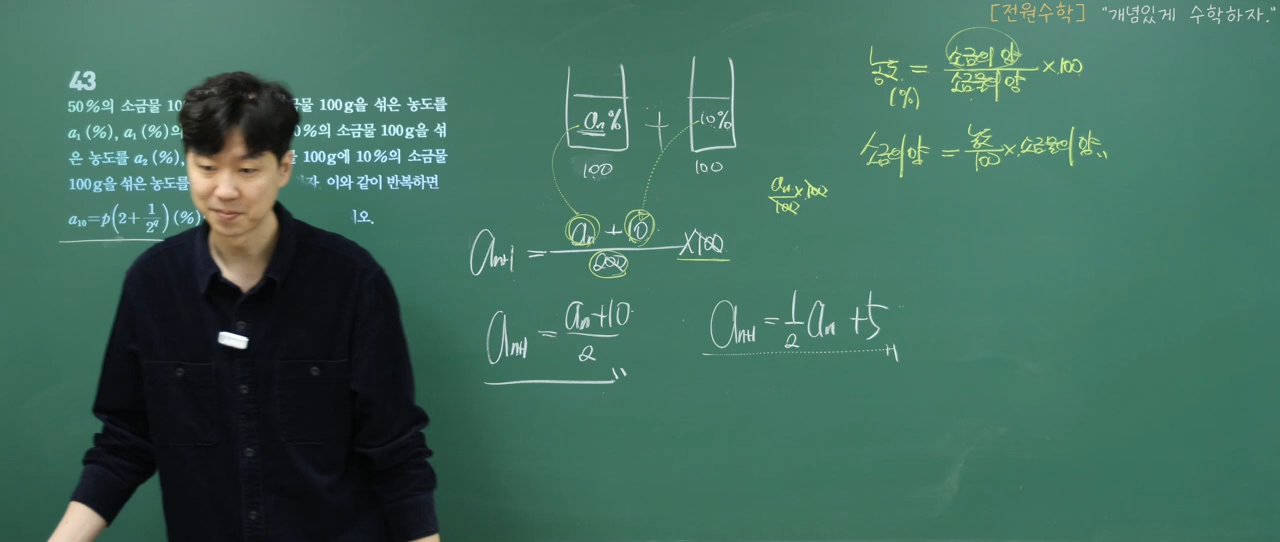 [전원수학] "개념있게 수학하자."
43
50%의 소금물 10 물 100g을 섞은 농도를
a₁(%), a₁(%)의 %의 소금물 100g을 섞
은 농도를 a₂(%), 100g에 10%의 소금물
100g을 섞은 농도를 자. 이와 같이 반복하면
a₁₀=p(2+1/2^q)(%) 오.
aₙ% + 10%
100 100
aₙ/100×100
aₙ₊₁ = (aₙ + 10)/200 ×100
aₙ₊₁ = (aₙ+10)/2
aₙ₊₁ = 1/2 aₙ + 5
농도(%) = 소금의 양/소금물의 양 ×100
소금의 양 = 농도/100 × 소금물의 양